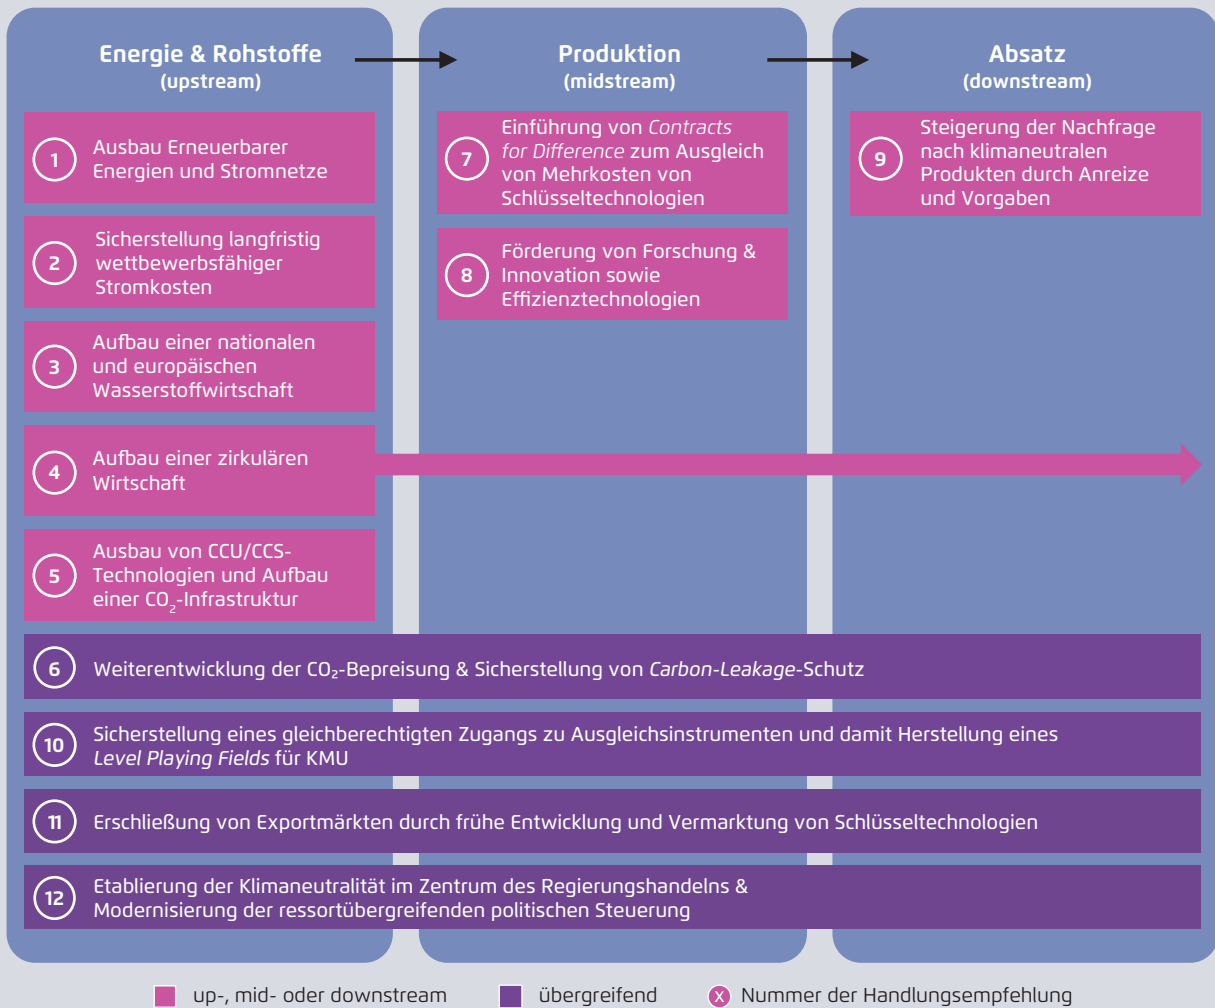 Energie & Rohstoffe
(upstream)
Produktion
(midstream)
Absatz
(downstream)
1
Ausbau Erneuerbarer
Energien und Stromnetze
2
Sicherstellung langfristig
wettbewerbsfähiger
Stromkosten
3
Aufbau einer nationalen
und europäischen
Wasserstoffwirtschaft
4
Aufbau einer zirkulären
Wirtschaft
5
Ausbau von CCU/CCS-
Technologien und Aufbau
einer CO₂-Infrastruktur
7
Einführung von Contracts
for Difference zum Ausgleich
von Mehrkosten von
Schlüsseltechnologien
8
Förderung von Forschung &
Innovation sowie
Effizienztechnologien
9
Steigerung der Nachfrage
nach klimaneutralen
Produkten durch Anreize
und Vorgaben
6
Weiterentwicklung der CO₂-Bepreisung & Sicherstellung von Carbon-Leakage-Schutz
10
Sicherstellung eines gleichberechtigten Zugangs zu Ausgleichsinstrumenten und damit Herstellung eines
Level Playing Fields für KMU
11
Erschließung von Exportmärkten durch frühe Entwicklung und Vermarktung von Schlüsseltechnologien
12
Etablierung der Klimaneutralität im Zentrum des Regierungshandelns &
Modernisierung der ressortübergreifenden politischen Steuerung
up-, mid- oder downstream
übergreifend
X Nummer der Handlungsempfehlung